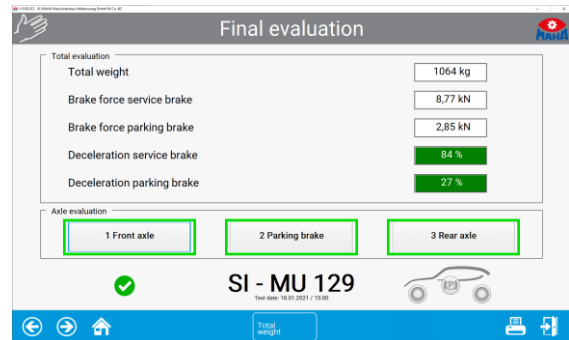 Final evaluation
MAHA
Total evaluation
Total weight 1064 kg
Brake force service brake 8,77 kN
Brake force parking brake 2,85 kN
Deceleration service brake 84 %
Deceleration parking brake 27 %
Axle evaluation
1 Front axle 2 Parking brake 3 Rear axle
SI - MU 129
Test date: 18.01.2021 / 15:00
(P)
Total
weight